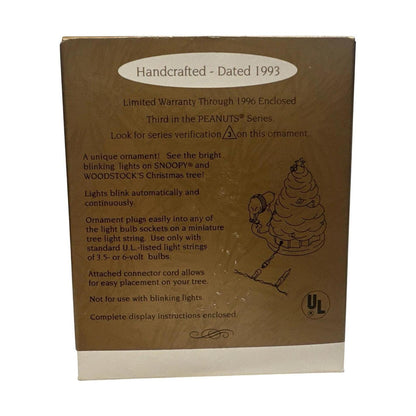 Handcrafted - Dated 1993
Limited Warranty Through 1996 Enclosed
Third in the PEANUTS® Series.
Look for series verification 3 on this ornament.
A unique ornament! See the bright
blinking lights on SNOOPY® and
WOODSTOCK'S Christmas tree!
Lights blink automatically and
continuously.
Ornament plugs easily into any of
the light bulb sockets on a miniature
tree light string. Use only with
standard U.L.-listed light strings
of 3.5- or 6-volt bulbs.
Attached connector cord allows
for easy placement on your tree.
Not for use with blinking lights.
Complete display instructions enclosed.
UL